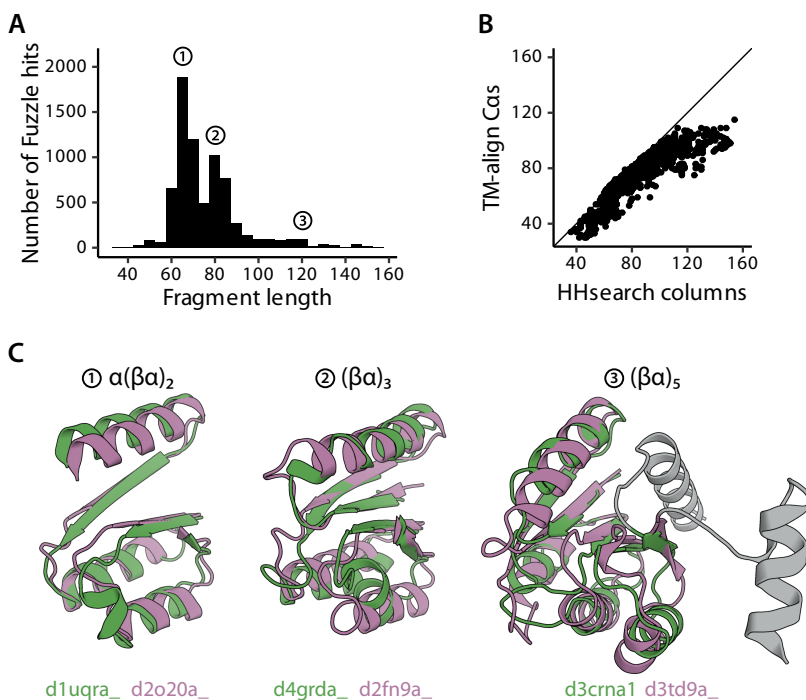 A
Number of Fuzzle hits
2000
1500
1000
500
0
40 60 80 100 120 140 160
Fragment length
1
2
3
B
TM-align Cαs
160
120
80
40
40 80 120 160
HHsearch columns
C
1 α(βα)₂
2 (βα)₃
3 (βα)₅
d1uqra_ d2o20a_
d4grda_ d2fn9a_
d3crna1 d3td9a_